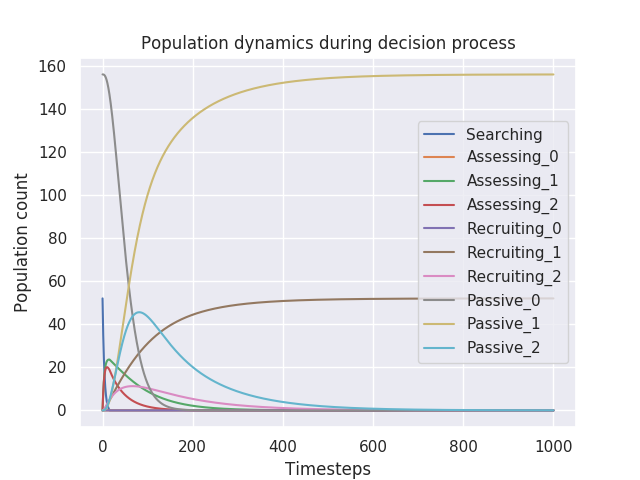 Population dynamics during decision process
160
140
120
100
80
60
40
20
0
Population count
Searching
Assessing_0
Assessing_1
Assessing_2
Recruiting_0
Recruiting_1
Recruiting_2
Passive_0
Passive_1
Passive_2
0 200 400 600 800 1000
Timesteps